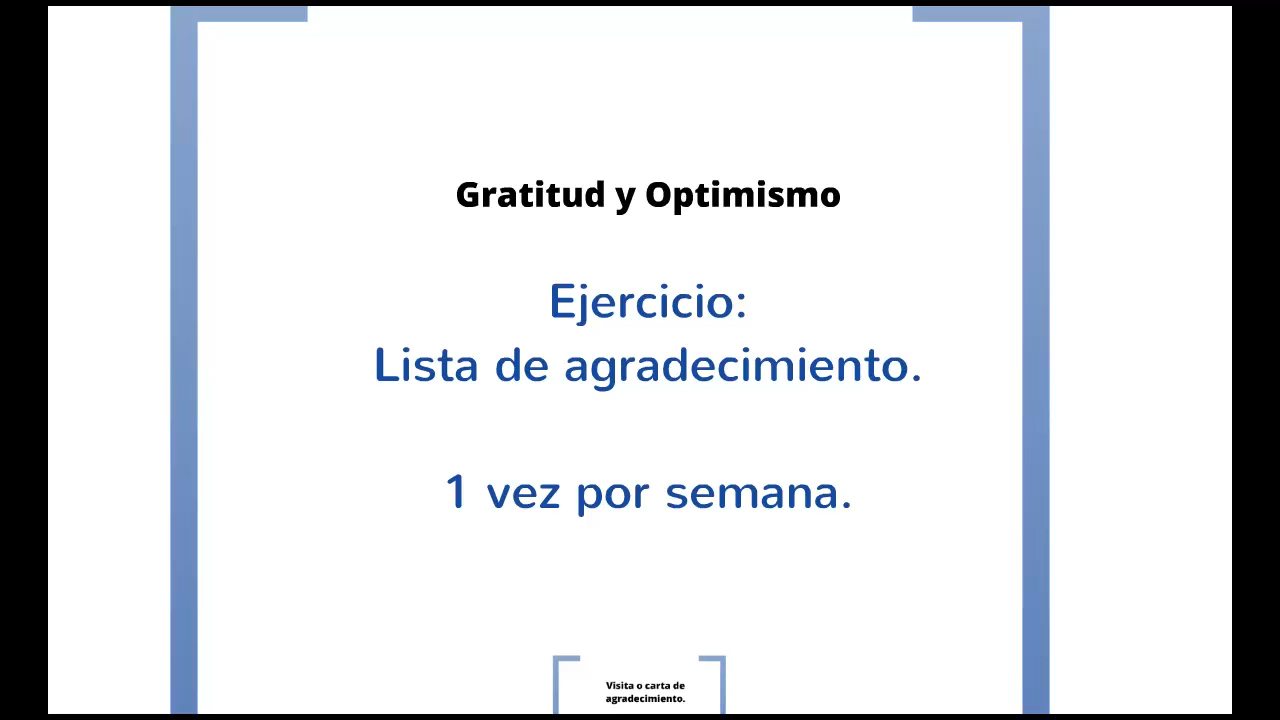 Gratitud y Optimismo
Ejercicio:
Lista de agradecimiento.
1 vez por semana.
Visita o carta de
agradecimiento.